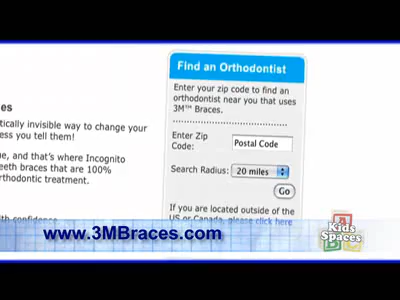 Find an Orthodontist
Enter your zip code to find an
orthodontist near you that uses
3M™ Braces.
es
tically invisible way to change your
ess you tell them!
Enter Zip
Code:
Postal Code
ue, and that's where Incognito
eeth braces that are 100%
orthodontic treatment.
Search Radius:
20 miles
Go
If you are located outside of the
US or Canada, please click here
with confidence
www.3MBraces.com
Kids
Spaces